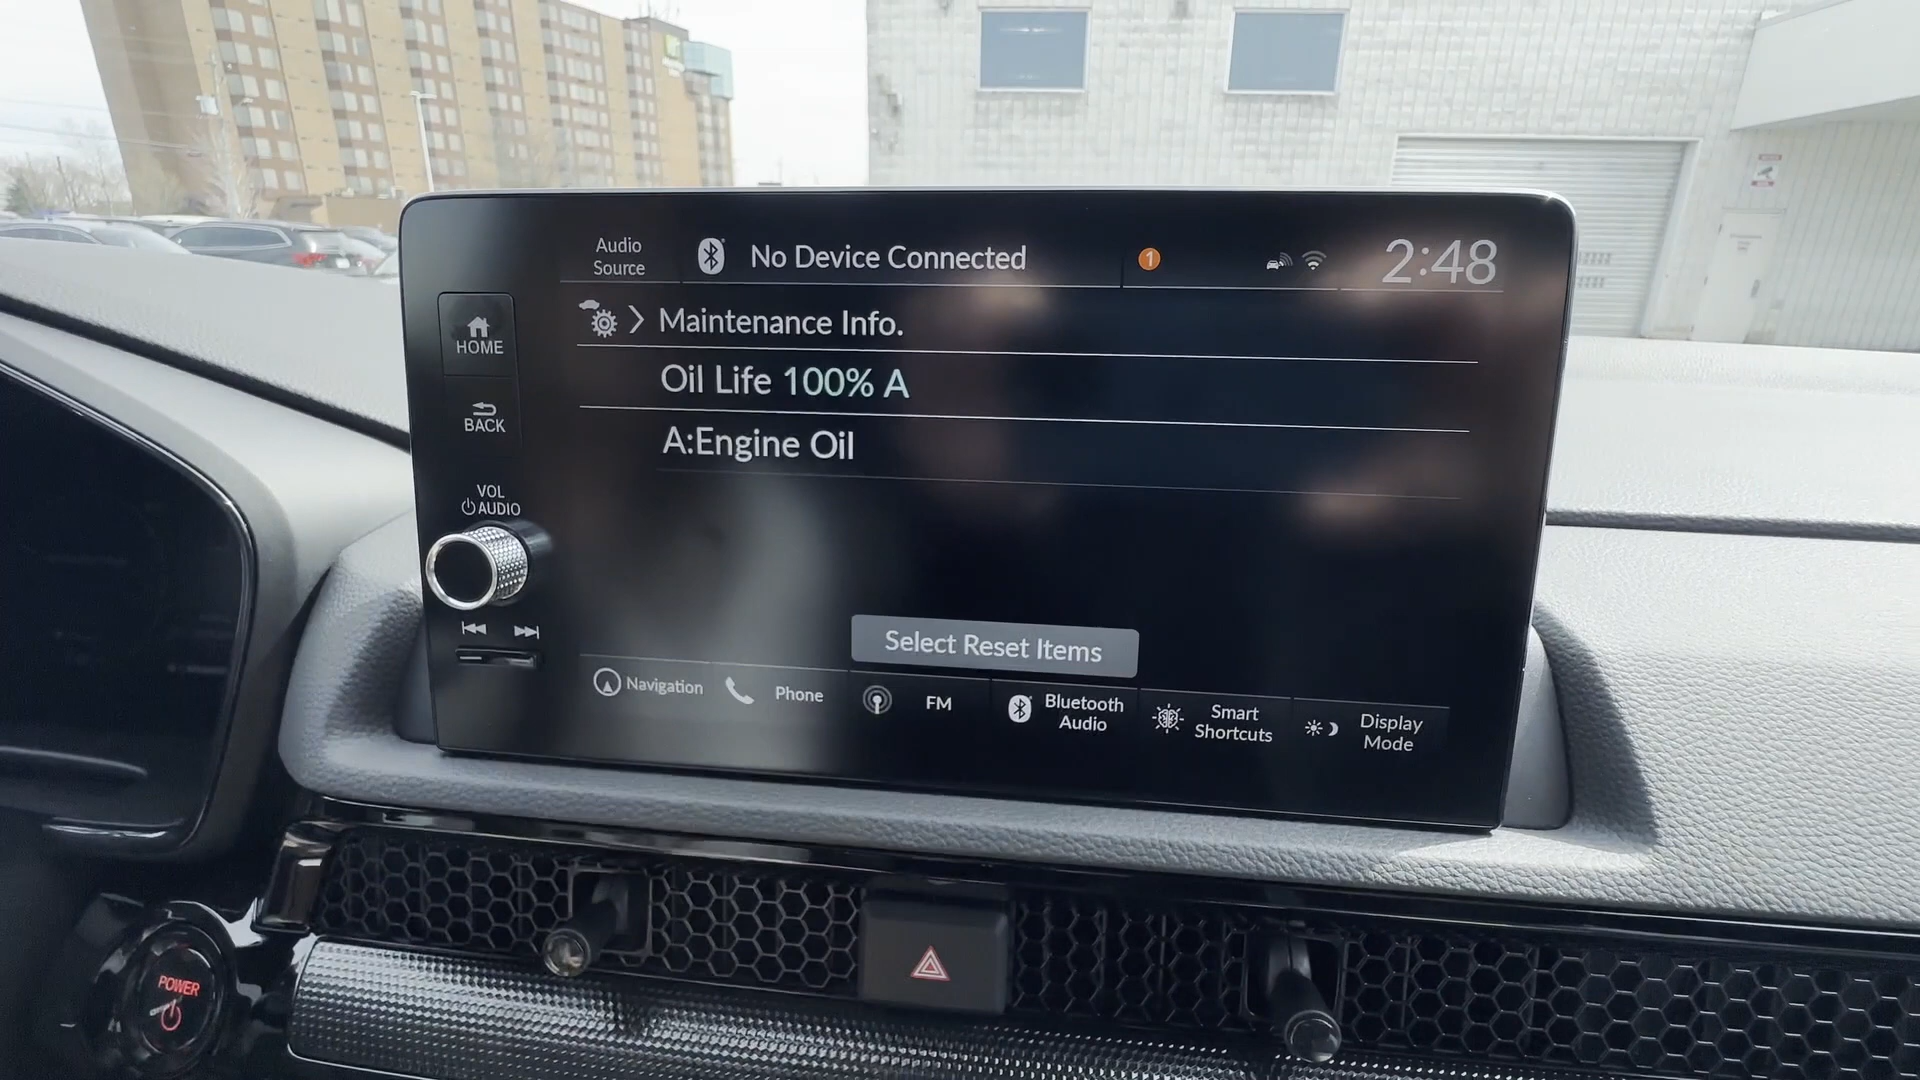 Audio
Source
No Device Connected
1
2:48
HOME
Maintenance Info.
Oil Life 100% A
BACK
A:Engine Oil
VOL
AUDIO
Select Reset Items
Navigation
Phone
FM
Bluetooth
Audio
Smart
Shortcuts
Display
Mode
POWER